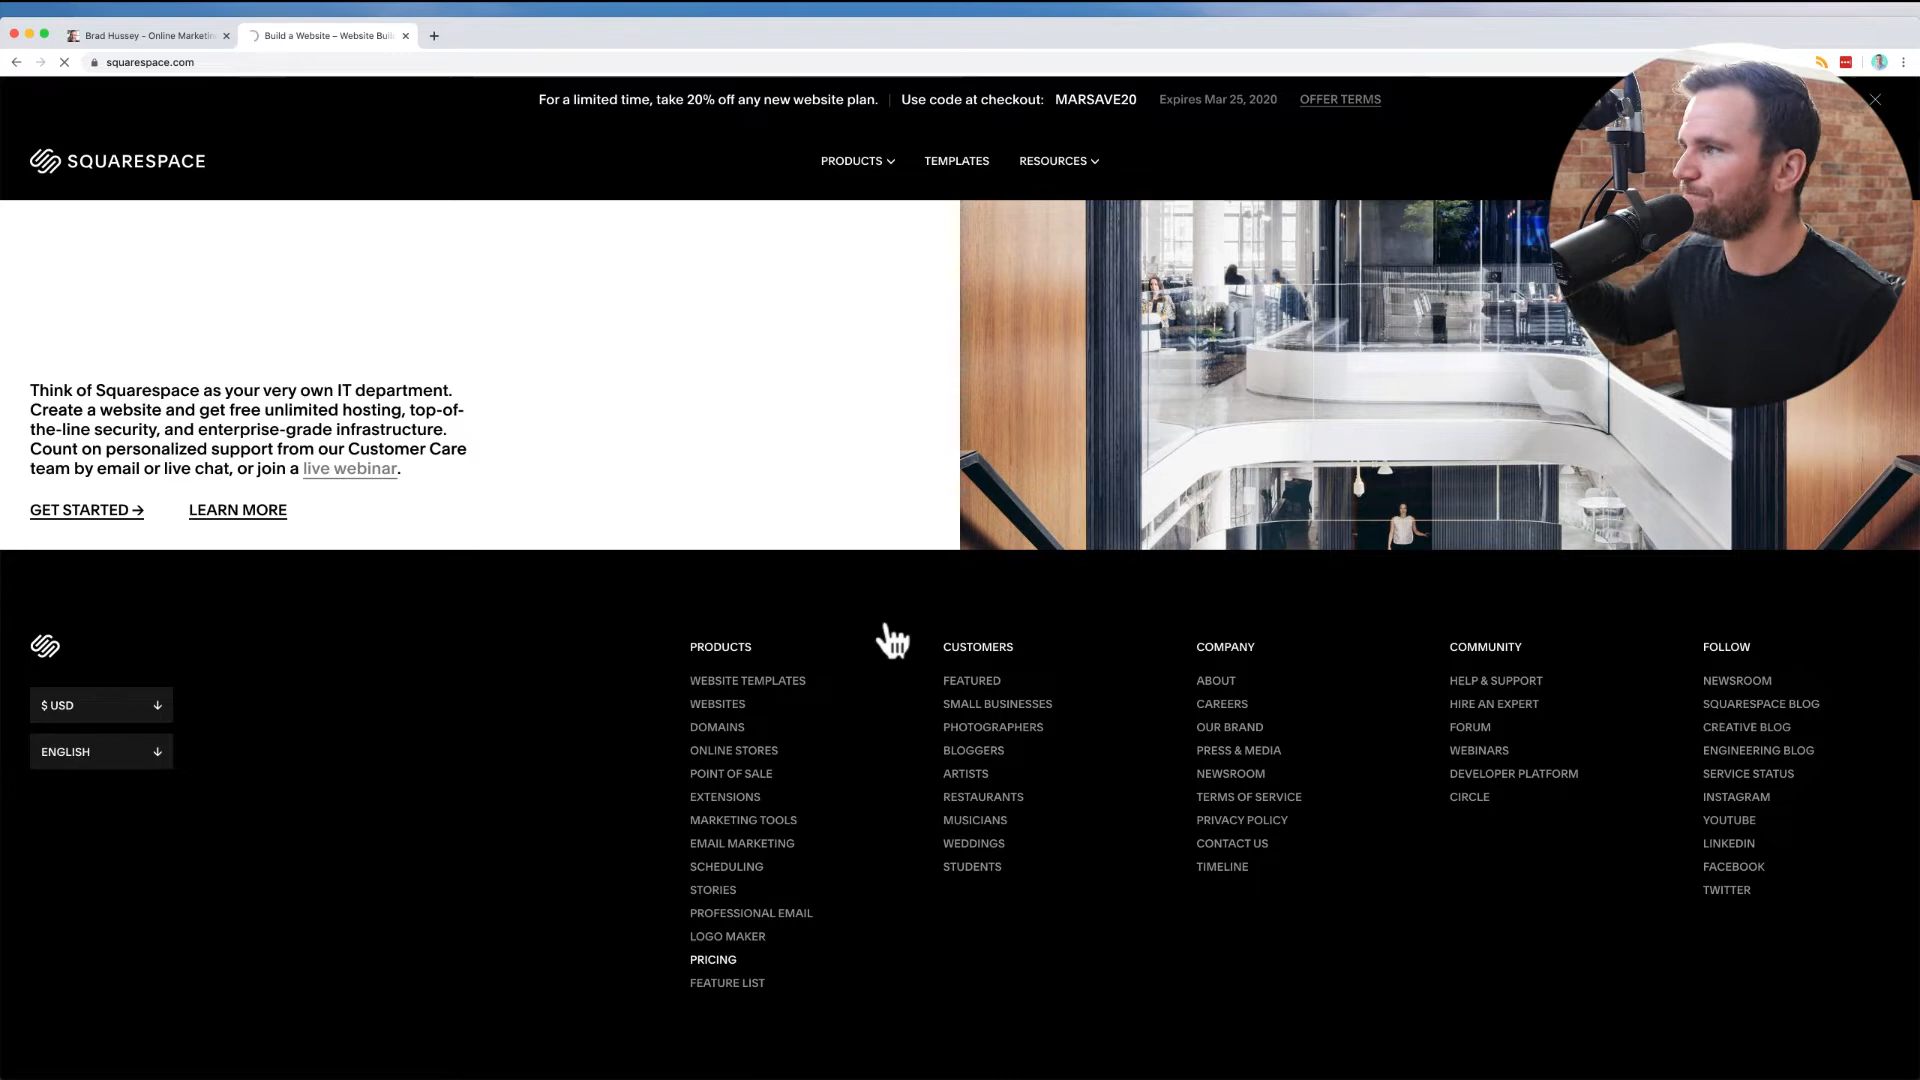 Brad Hussey - Online Marketin
Build a Website – Website Buil
squarespace.com
For a limited time, take 20% off any new website plan. Use code at checkout: MARSAVE20 Expires Mar 25, 2020 OFFER TERMS
SQUARESPACE
PRODUCTS TEMPLATES RESOURCES
Think of Squarespace as your very own IT department.
Create a website and get free unlimited hosting, top-of-
the-line security, and enterprise-grade infrastructure.
Count on personalized support from our Customer Care
team by email or live chat, or join a live webinar.
GET STARTED → LEARN MORE
$ USD
ENGLISH
PRODUCTS
WEBSITE TEMPLATES
WEBSITES
DOMAINS
ONLINE STORES
POINT OF SALE
EXTENSIONS
MARKETING TOOLS
EMAIL MARKETING
SCHEDULING
STORIES
PROFESSIONAL EMAIL
LOGO MAKER
PRICING
FEATURE LIST
CUSTOMERS
FEATURED
SMALL BUSINESSES
PHOTOGRAPHERS
BLOGGERS
ARTISTS
RESTAURANTS
MUSICIANS
WEDDINGS
STUDENTS
COMPANY
ABOUT
CAREERS
OUR BRAND
PRESS & MEDIA
NEWSROOM
TERMS OF SERVICE
PRIVACY POLICY
CONTACT US
TIMELINE
COMMUNITY
HELP & SUPPORT
HIRE AN EXPERT
FORUM
WEBINARS
DEVELOPER PLATFORM
CIRCLE
FOLLOW
NEWSROOM
SQUARESPACE BLOG
CREATIVE BLOG
ENGINEERING BLOG
SERVICE STATUS
INSTAGRAM
YOUTUBE
LINKEDIN
FACEBOOK
TWITTER